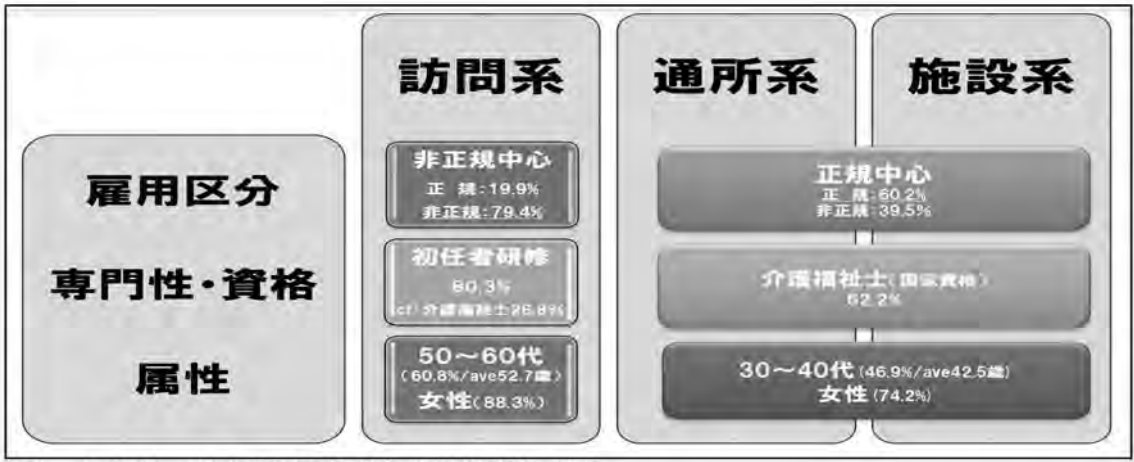 訪問系
通所系
施設系
雇用区分
専門性・資格
属性
非正規中心
正 規:19.9%
非正規:79.4%
正規中心
正 規:60.2%
非正規:39.5%
初任者研修
80.3%
cf)介護福祉士26.8%
介護福祉士(国家資格)
62.2%
50〜60代
(60.8%/ave52.7歳)
女性(88.3%)
30〜40代(46.9%/ave42.5歳)
女性(74.2%)